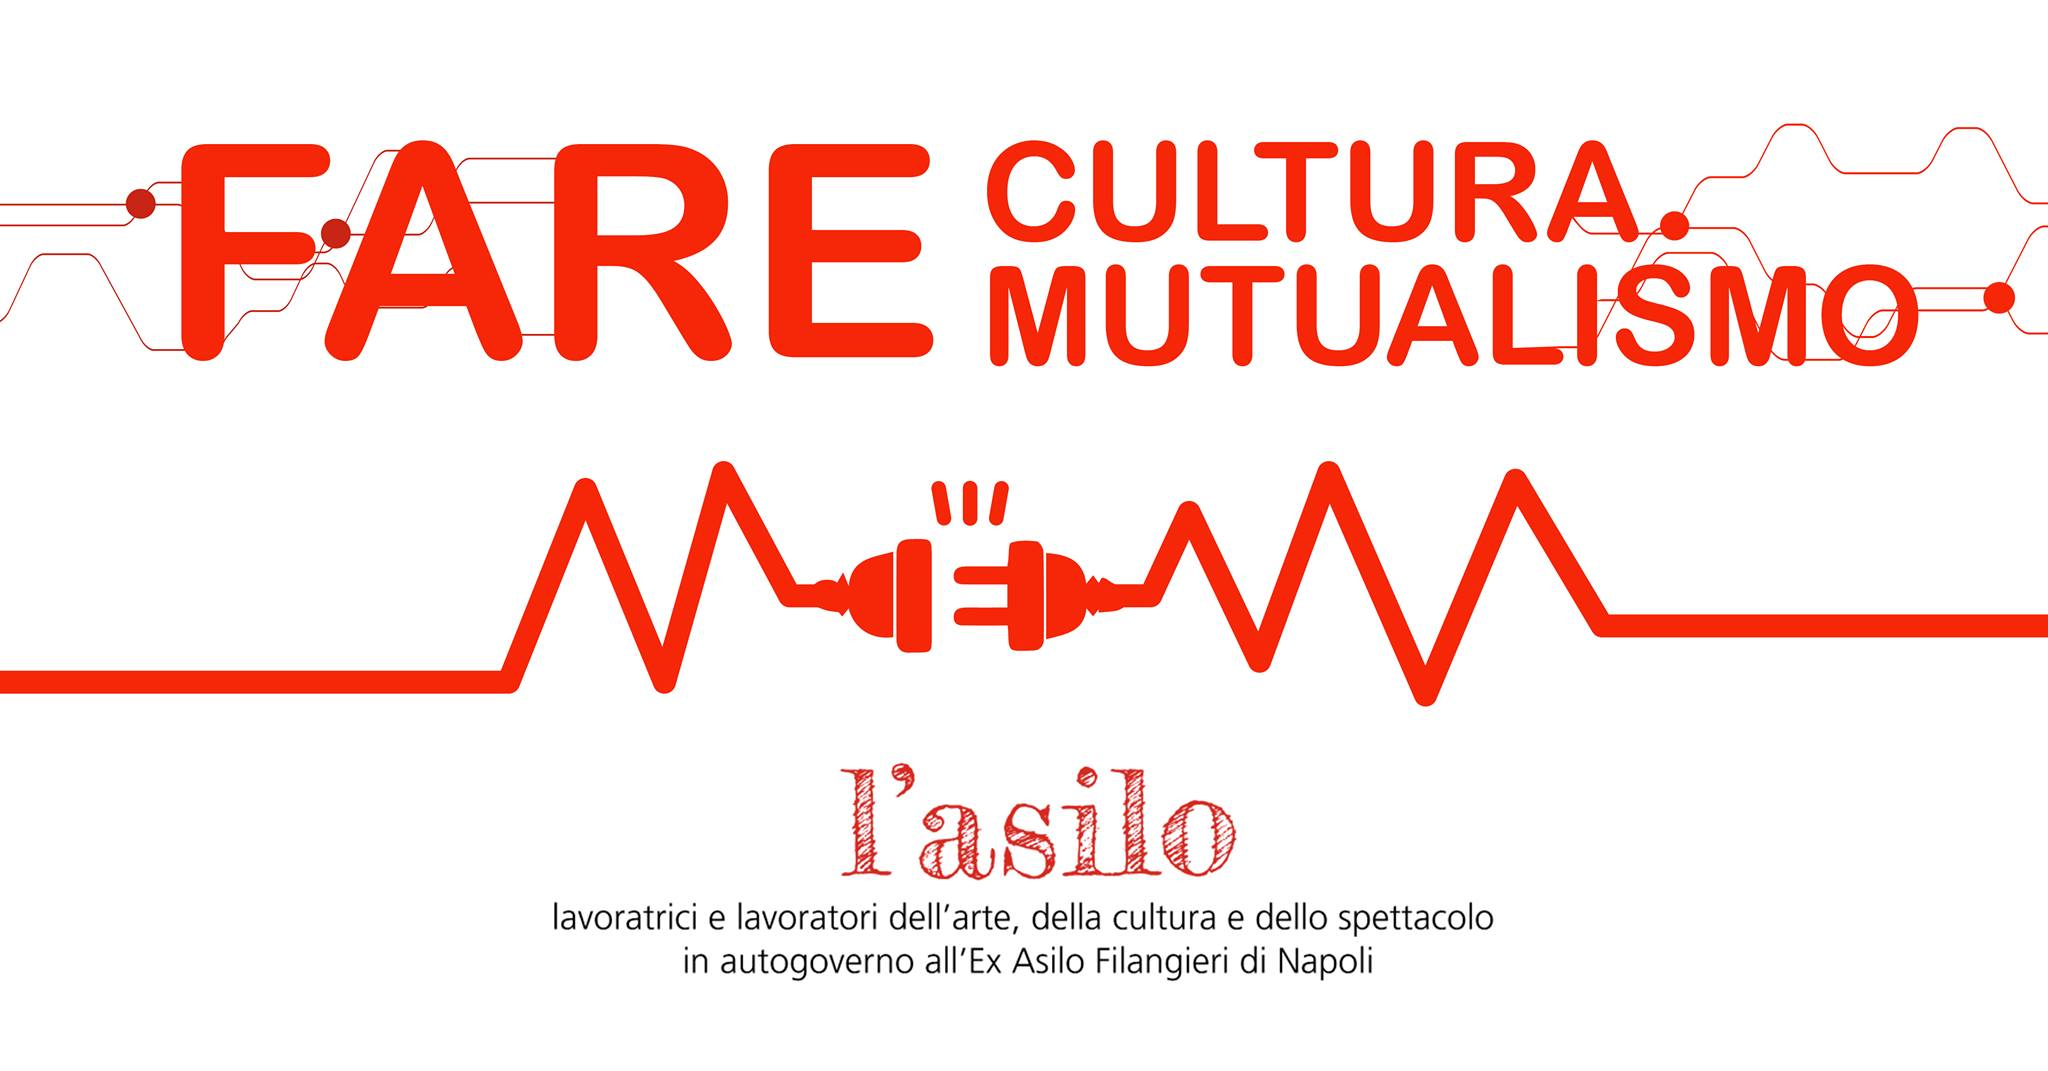 FARE CULTURA
MUTUALISMO
l'asilo
lavoratrici e lavoratori dell'arte, della cultura e dello spettacolo
in autogoverno all'Ex Asilo Filangieri di Napoli